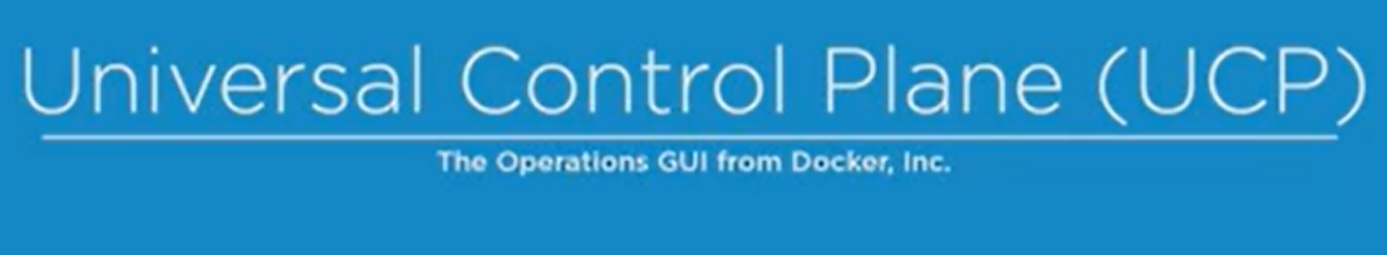 Universal Control Plane (UCP)
The Operations GUI from Docker, Inc.